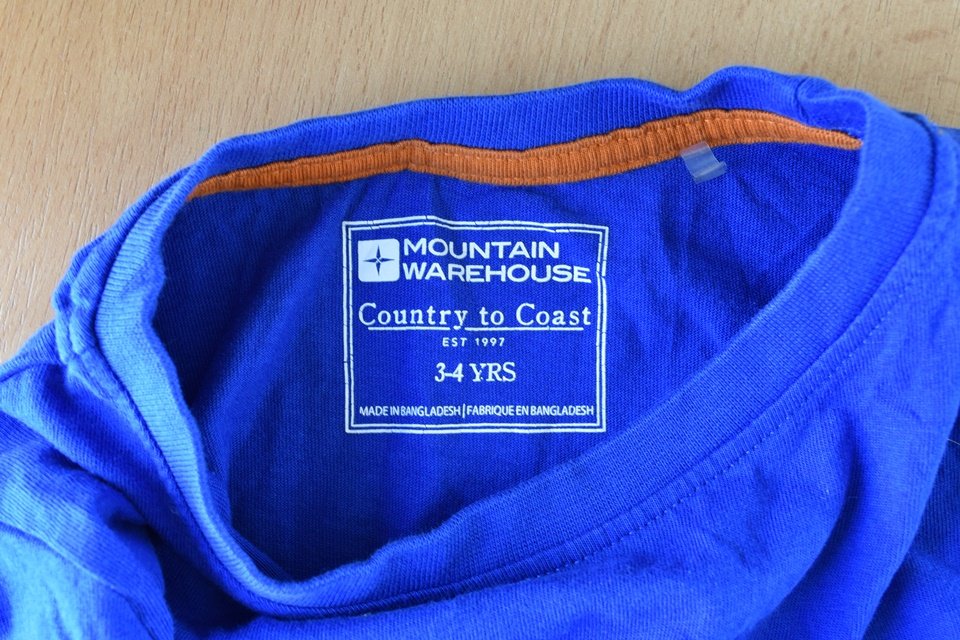 MOUNTAIN
WAREHOUSE
Country to Coast
EST 1997
3-4 YRS
MADE IN BANGLADESH | FABRIQUE EN BANGLADESH